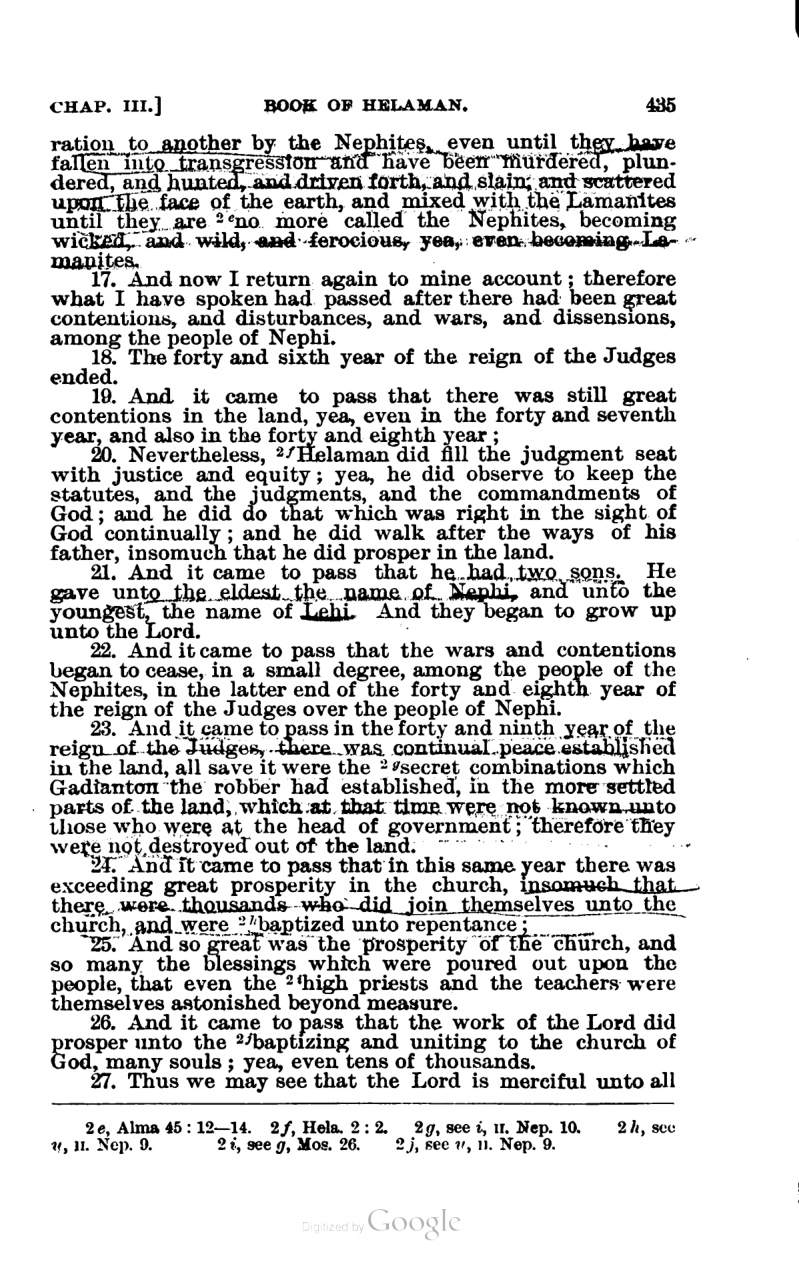 CHAP. III.] BOOK OF HELAMAN. 435
ration to another by the Nephites, even until they have
fallen into transgression and have been murdered, plun-
dered, and hunted, and driven forth, and slain, and scattered
upon the face of the earth, and mixed with the Lamanites
until they are 2e no more called the Nephites, becoming
wicked, and wild, and ferocious, yea, even becoming La-
manites.
17. And now I return again to mine account; therefore
what I have spoken had passed after there had been great
contentions, and disturbances, and wars, and dissensions,
among the people of Nephi.
18. The forty and sixth year of the reign of the Judges
ended.
19. And it came to pass that there was still great
contentions in the land, yea, even in the forty and seventh
year, and also in the forty and eighth year;
20. Nevertheless, 2f Helaman did fill the judgment seat
with justice and equity; yea, he did observe to keep the
statutes, and the judgments, and the commandments of
God; and he did do that which was right in the sight of
God continually; and he did walk after the ways of his
father, insomuch that he did prosper in the land.
21. And it came to pass that he had two sons. He
gave unto the eldest the name of Nephi, and unto the
youngest, the name of Lehi. And they began to grow up
unto the Lord.
22. And it came to pass that the wars and contentions
began to cease, in a small degree, among the people of the
Nephites, in the latter end of the forty and eighth year of
the reign of the Judges over the people of Nephi.
23. And it came to pass in the forty and ninth year of the
reign of the Judges, there was continual peace established
in the land, all save it were the 2g secret combinations which
Gadianton the robber had established, in the more settled
parts of the land, which at that time were not known unto
those who were at the head of government; therefore they
were not destroyed out of the land.
24. And it came to pass that in this same year there was
exceeding great prosperity in the church, insomuch that
there were thousands who did join themselves unto the
church, and were 2h baptized unto repentance;
25. And so great was the prosperity of the church, and
so many the blessings which were poured out upon the
people, that even the 2i high priests and the teachers were
themselves astonished beyond measure.
26. And it came to pass that the work of the Lord did
prosper unto the 2j baptizing and uniting to the church of
God, many souls; yea, even tens of thousands.
27. Thus we may see that the Lord is merciful unto all
2e, Alma 45 : 12—14. 2f, Hela. 2 : 2. 2g, see i, II. Nep. 10. 2h, see
u, II. Nep. 9. 2i, see g, Mos. 26. 2j, see u, II. Nep. 9.
Digitized by Google